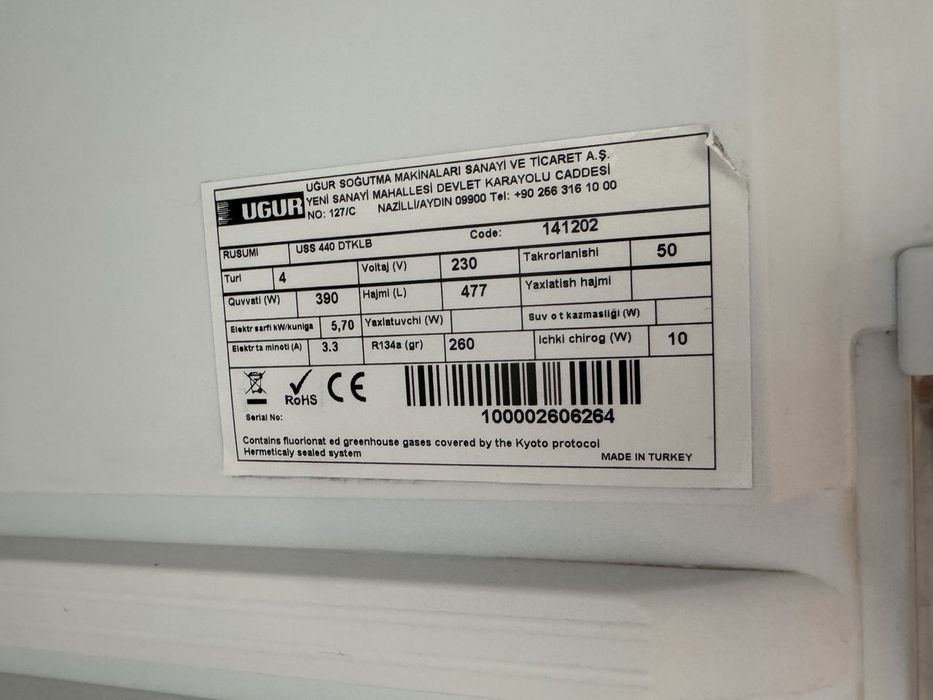 UĞUR SOĞUTMA MAKINALARI SANAYİ VE TİCARET A.Ş.
YENİ SANAYİ MAHALLESİ DEVLET KARAYOLU CADDESİ
NO: 127/C NAZİLLİ/AYDIN 09900 Tel: +90 256 316 10 00
UGUR
RUSUMI USS 440 DTKLB Code: 141202
Turi 4 Voltaj (V) 230 Takrorlanishi 50
Quvvati (W) 390 Hajmi (L) 477 Yaxlatish hajmi
Elektr sarfi kW/kuniga 5,70 Yaxlatuvchi (W) Suv o t kazmasliği (W)
Elektr ta minoti (A) 3.3 R134a (gr) 260 Ichki chirog (W) 10
RoHS CE
100002606264
Serial No:
Contains fluorionat ed greenhouse gases covered by the Kyoto protocol
Hermeticaly sealed system
MADE IN TURKEY